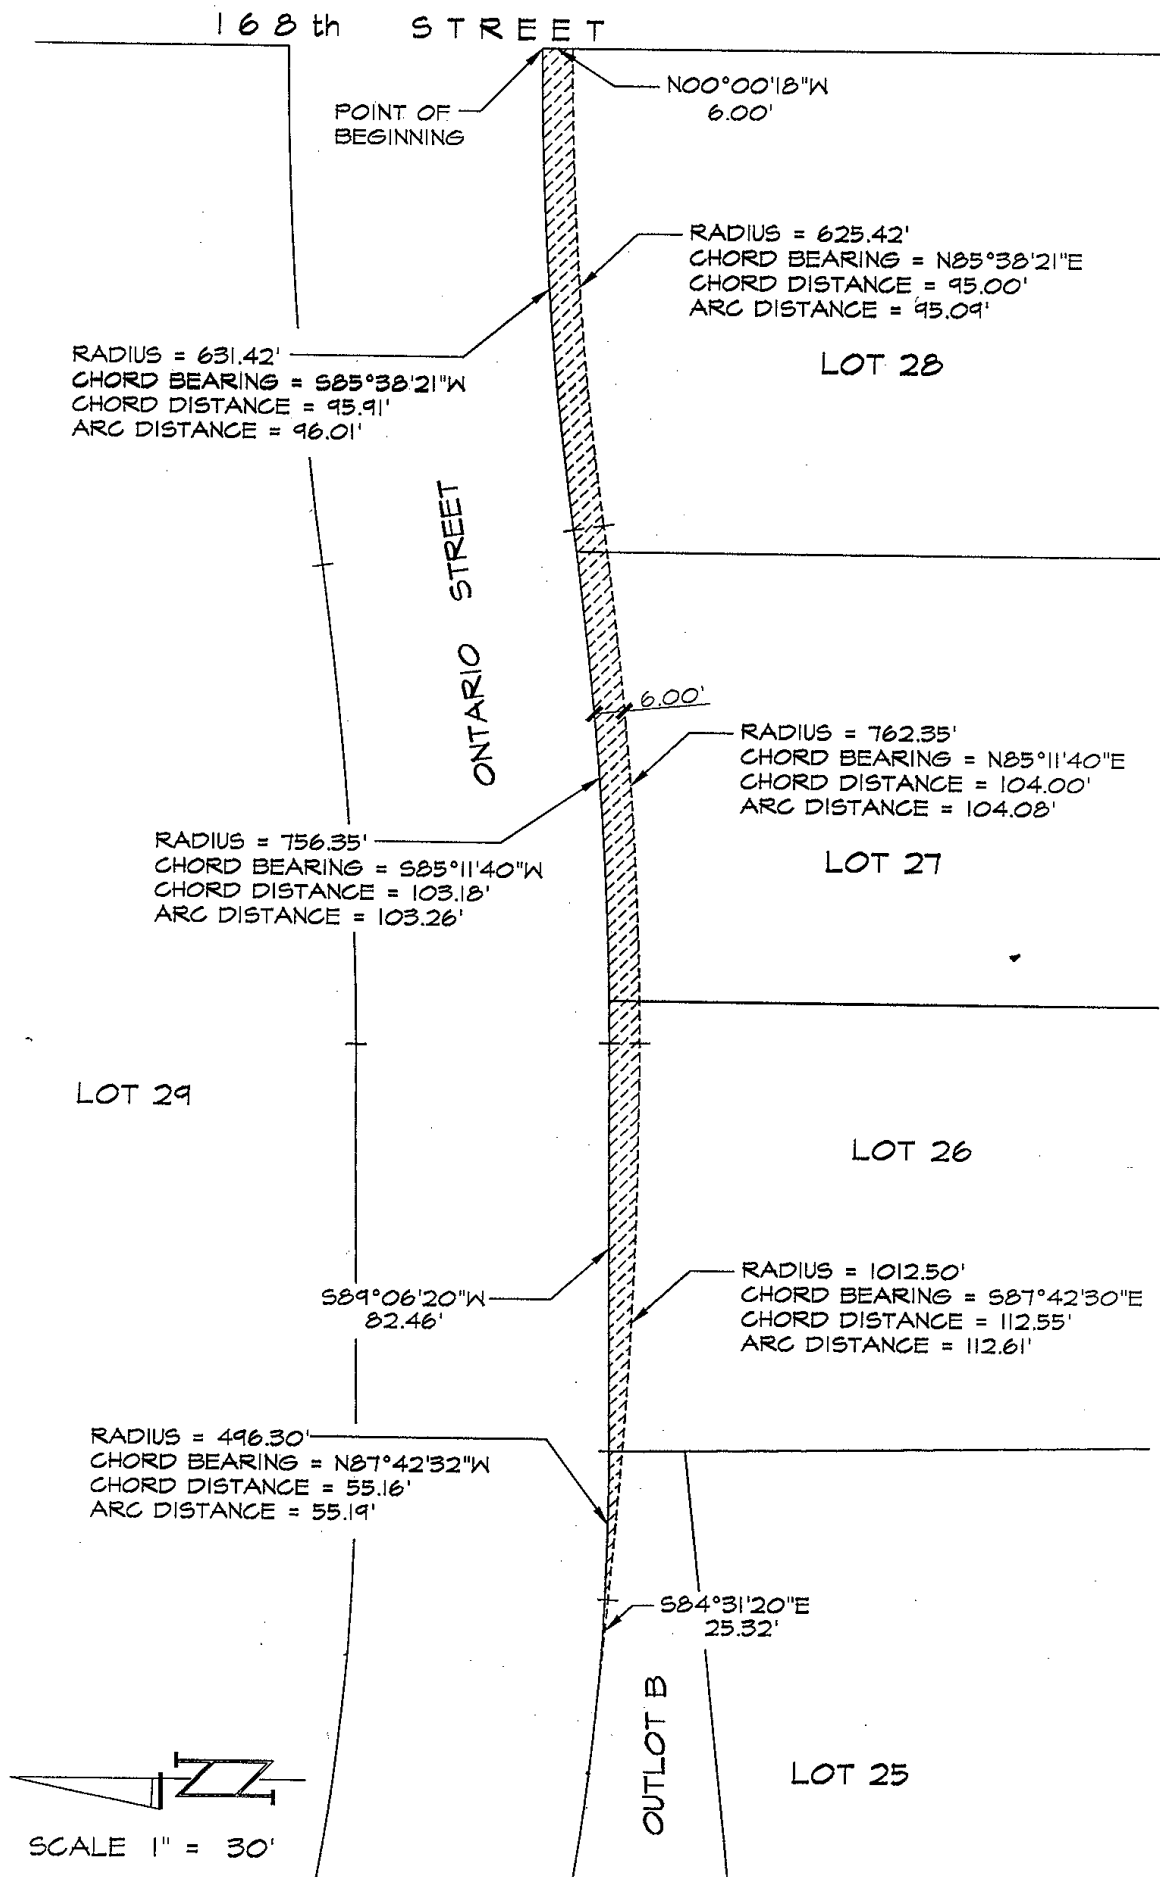 168th STREET
N00°00'18"W
6.00'
POINT OF
BEGINNING
RADIUS = 625.42'
CHORD BEARING = N85°38'21"E
CHORD DISTANCE = 95.00'
ARC DISTANCE = 95.09'
RADIUS = 631.42'
CHORD BEARING = S85°38'21"W
CHORD DISTANCE = 95.91'
ARC DISTANCE = 96.01'
LOT 28
ONTARIO STREET
6.00'
RADIUS = 762.35'
CHORD BEARING = N85°11'40"E
CHORD DISTANCE = 104.00'
ARC DISTANCE = 104.08'
RADIUS = 756.35'
CHORD BEARING = S85°11'40"W
CHORD DISTANCE = 103.18'
ARC DISTANCE = 103.26'
LOT 27
LOT 29
LOT 26
S89°06'20"W
82.46'
RADIUS = 1012.50'
CHORD BEARING = S87°42'30"E
CHORD DISTANCE = 112.55'
ARC DISTANCE = 112.61'
RADIUS = 496.30'
CHORD BEARING = N87°42'32"W
CHORD DISTANCE = 55.16'
ARC DISTANCE = 55.19'
S84°31'20"E
25.32'
OUTLOT B
LOT 25
SCALE 1" = 30'